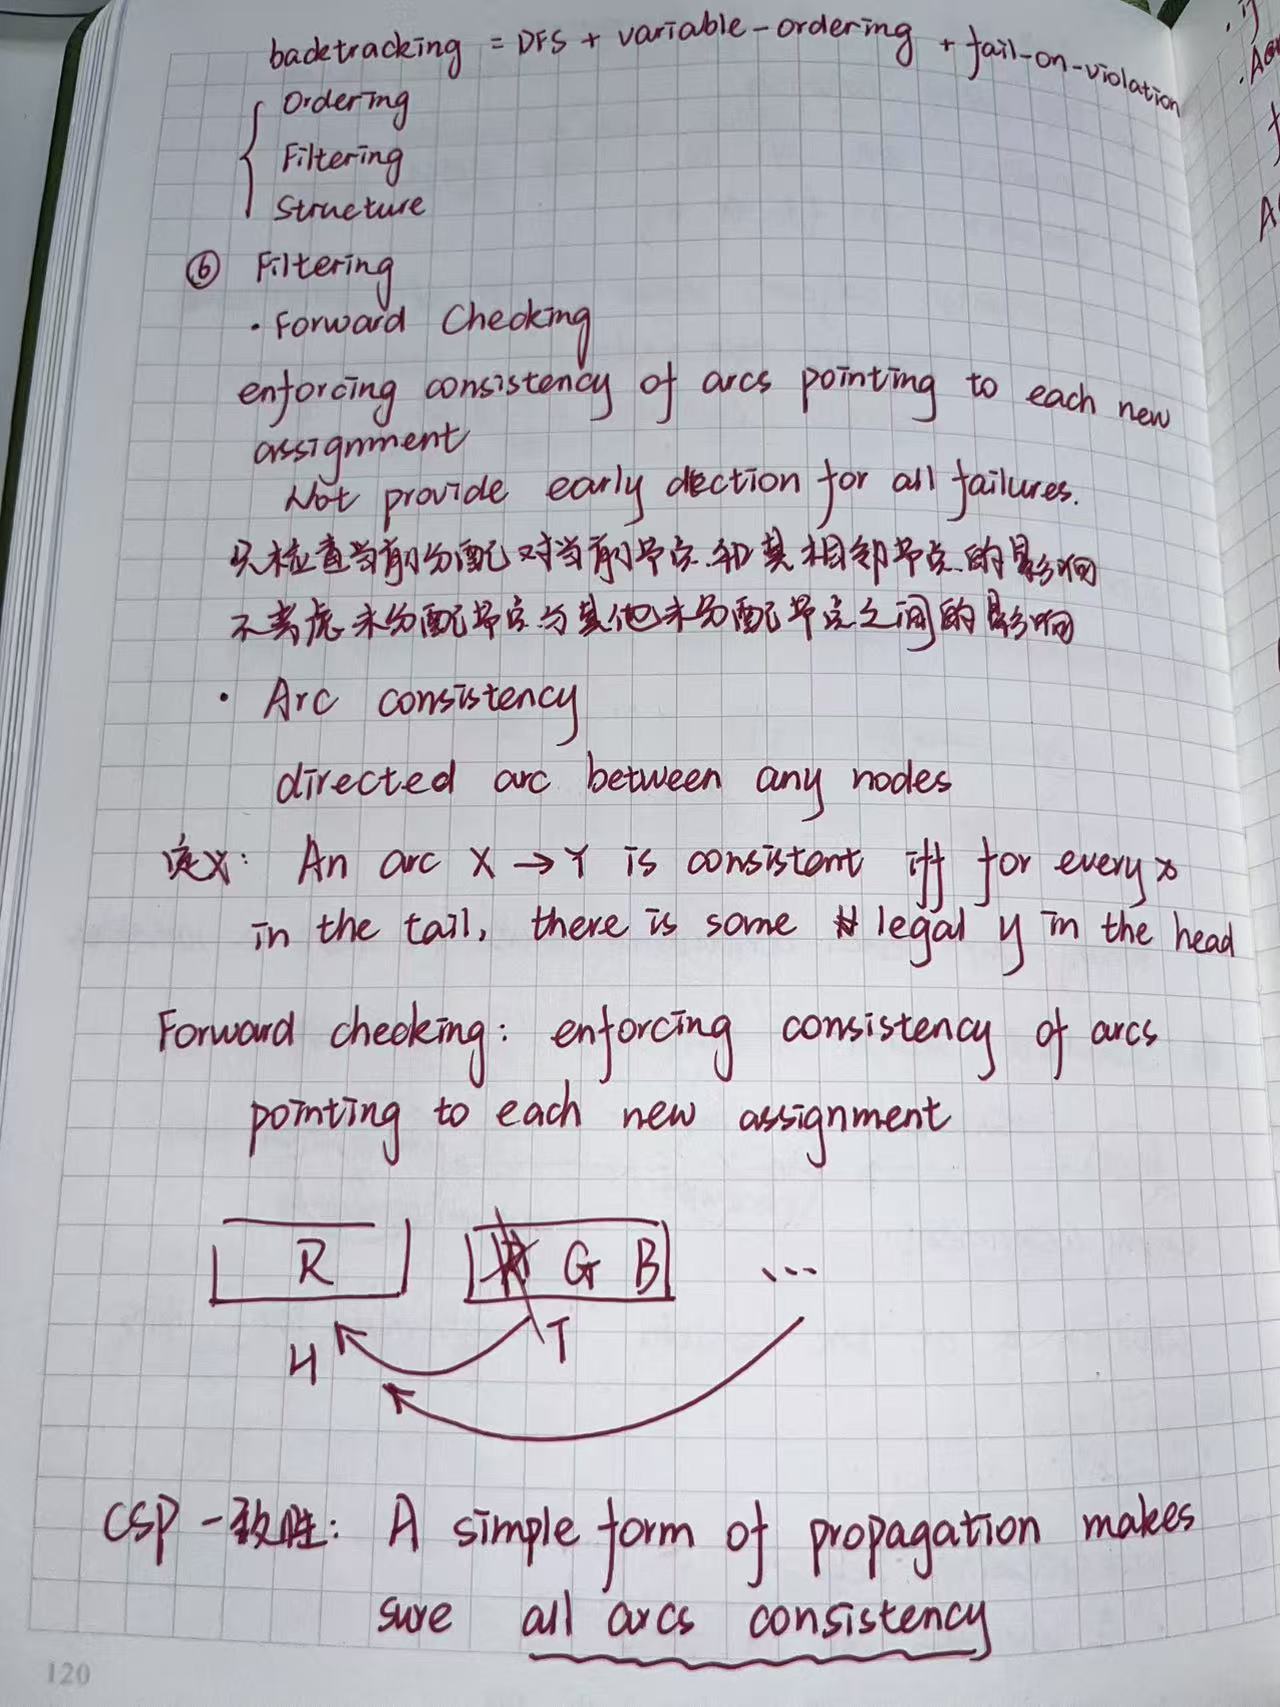 backtracking = DFS + variable-ordering + fail-on-violation
Ordering
Filtering
Structure
⑥ Filtering
· Forward Checking
enforcing consistency of arcs pointing to each new
assignment
Not provide early dection for all failures.
只检查当前分配对当前节点和其相邻节点的影响
不考虑未分配节点与其他未分配节点之间的影响
· Arc consistency
directed arc between any nodes
定义: An arc X → Y is consistent iff for every x
in the tail, there is some legal y in the head
Forward checking: enforcing consistency of arcs
pointing to each new assignment
R R G B ...
H T
CSP一致性: A simple form of propagation makes
sure all arcs consistency
120